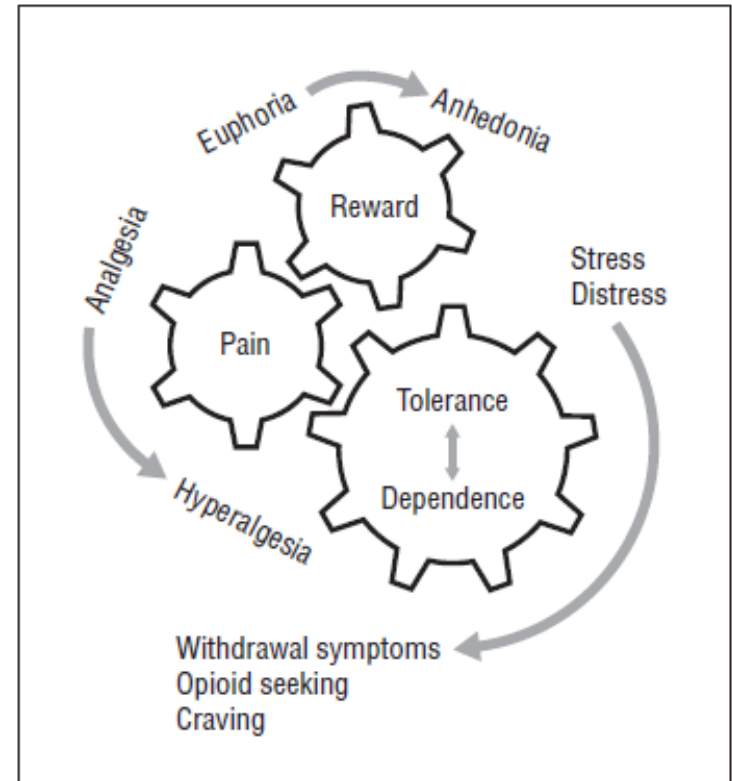 Euphoria
Anhedonia
Reward
Analgesia
Stress
Distress
Pain
Tolerance
Dependence
Hyperalgesia
Withdrawal symptoms
Opioid seeking
Craving